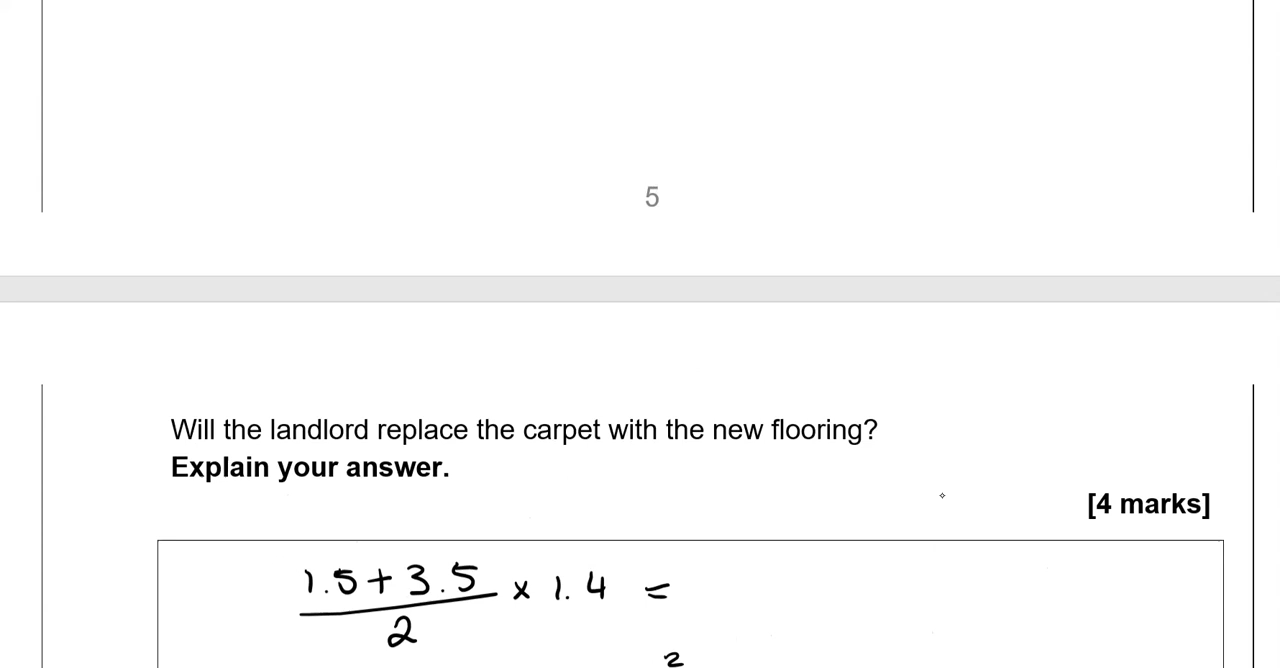 5
Will the landlord replace the carpet with the new flooring?
Explain your answer.
[4 marks]
1.5 + 3.5
2
× 1.4 =
2